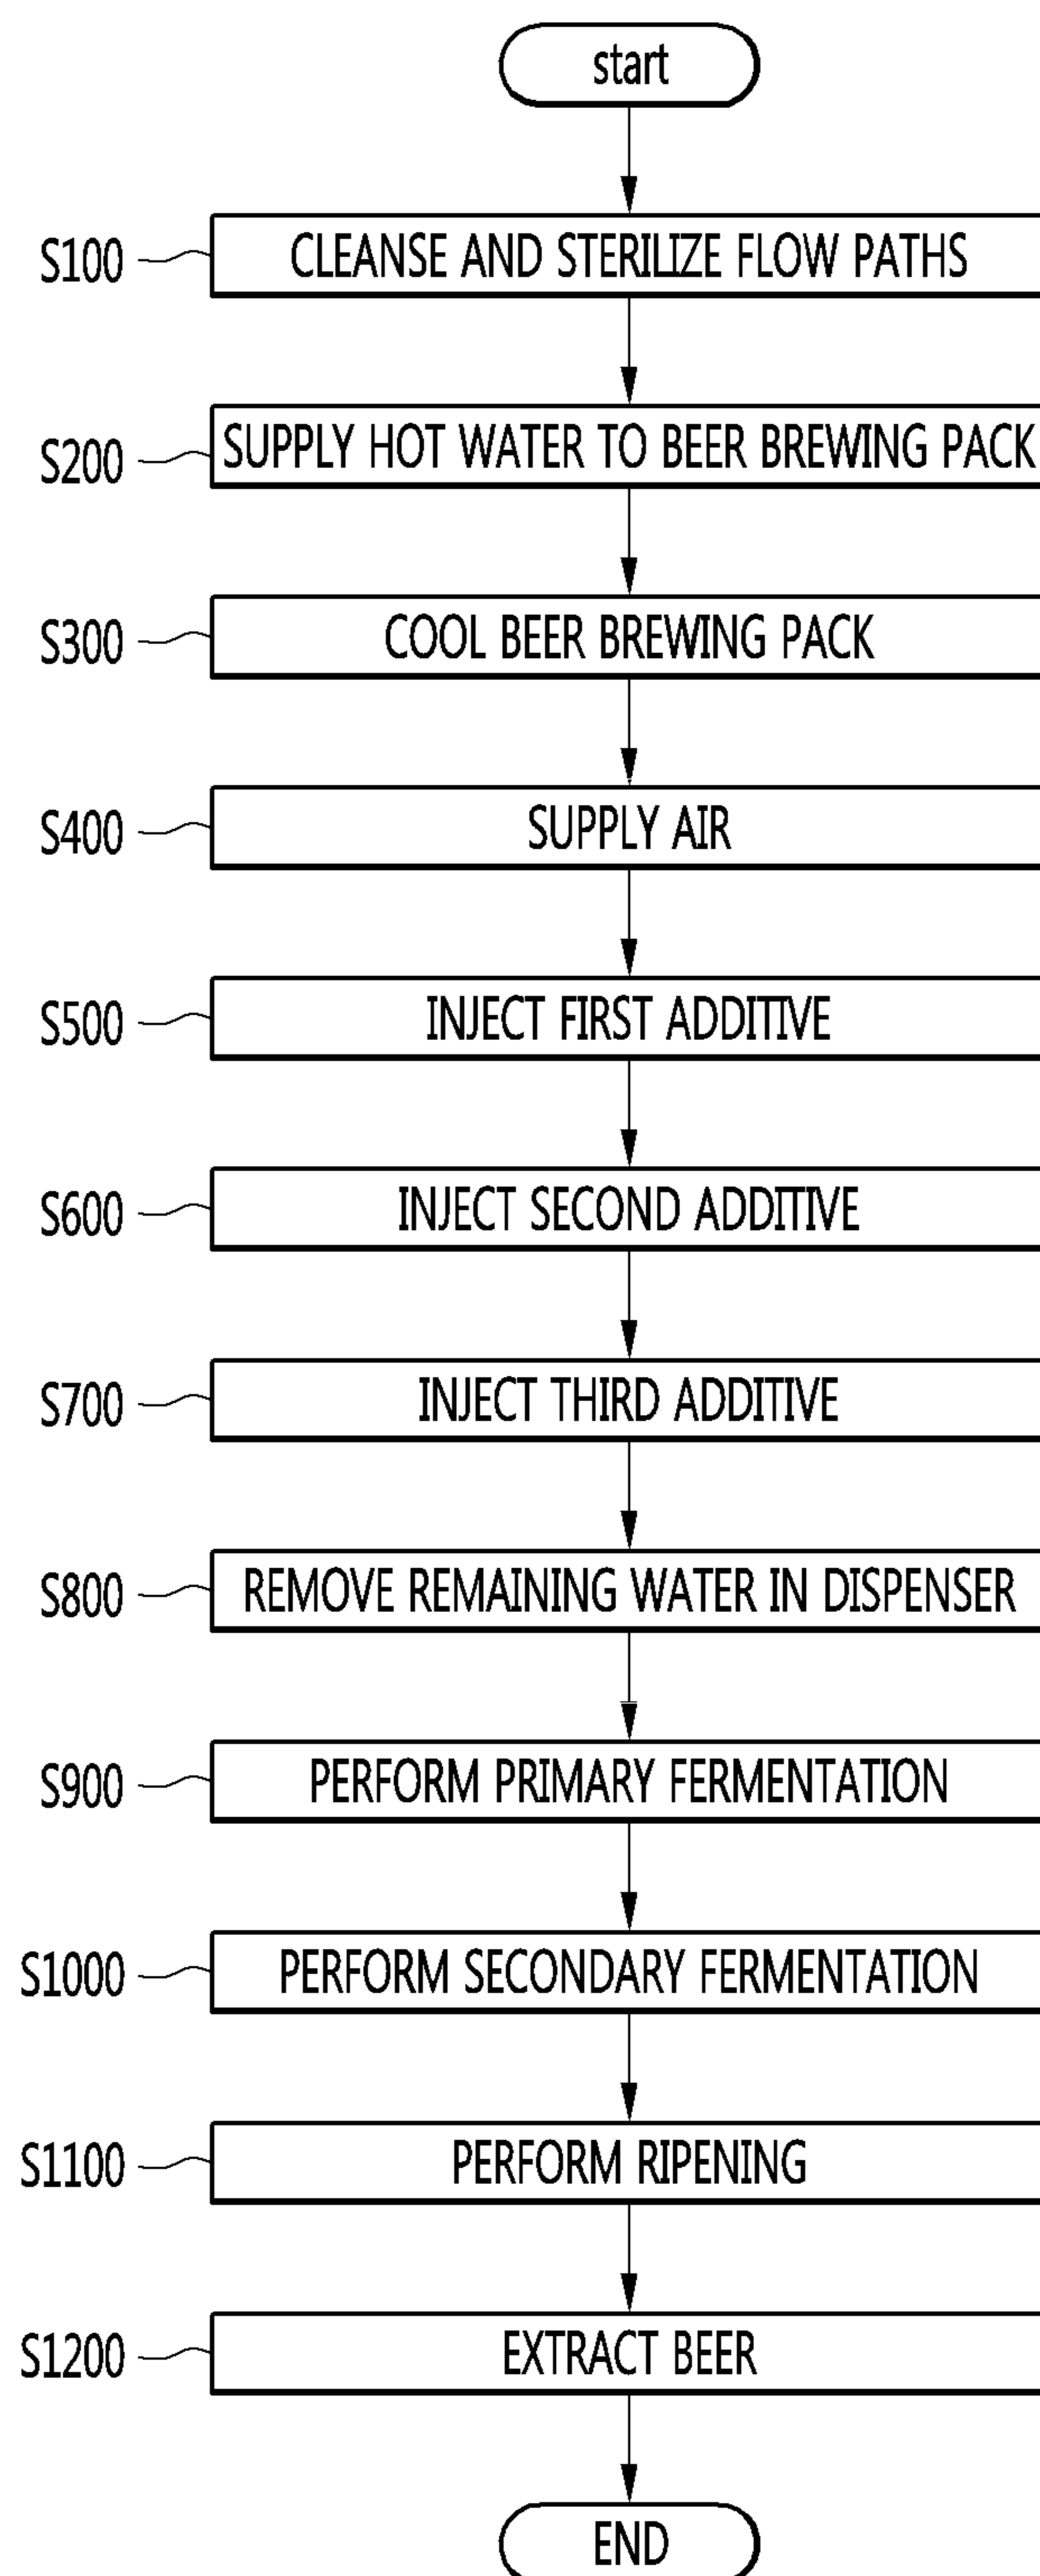 start
S100 CLEANSE AND STERILIZE FLOW PATHS
S200 SUPPLY HOT WATER TO BEER BREWING PACK
S300 COOL BEER BREWING PACK
S400 SUPPLY AIR
S500 INJECT FIRST ADDITIVE
S600 INJECT SECOND ADDITIVE
S700 INJECT THIRD ADDITIVE
S800 REMOVE REMAINING WATER IN DISPENSER
S900 PERFORM PRIMARY FERMENTATION
S1000 PERFORM SECONDARY FERMENTATION
S1100 PERFORM RIPENING
S1200 EXTRACT BEER
END